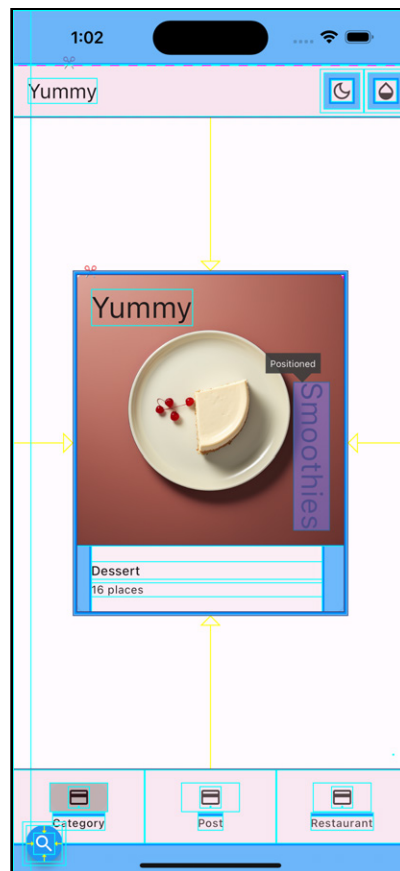 1:02
Yummy
Yummy
Positioned
Smoothies
Dessert
16 places
Category
Post
Restaurant